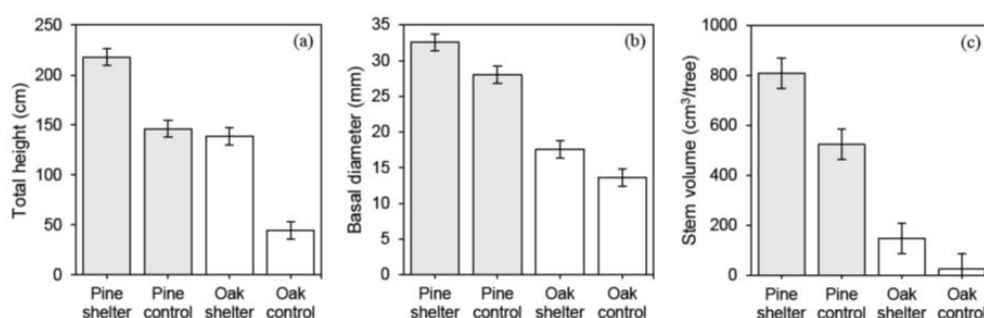 (a)
Total height (cm)
250
200
150
100
50
0
Pine shelter
Pine control
Oak shelter
Oak control
(b)
Basal diameter (mm)
35
30
25
20
15
10
5
0
Pine shelter
Pine control
Oak shelter
Oak control
(c)
Stem volume (cm³/tree)
1000
800
600
400
200
0
Pine shelter
Pine control
Oak shelter
Oak control